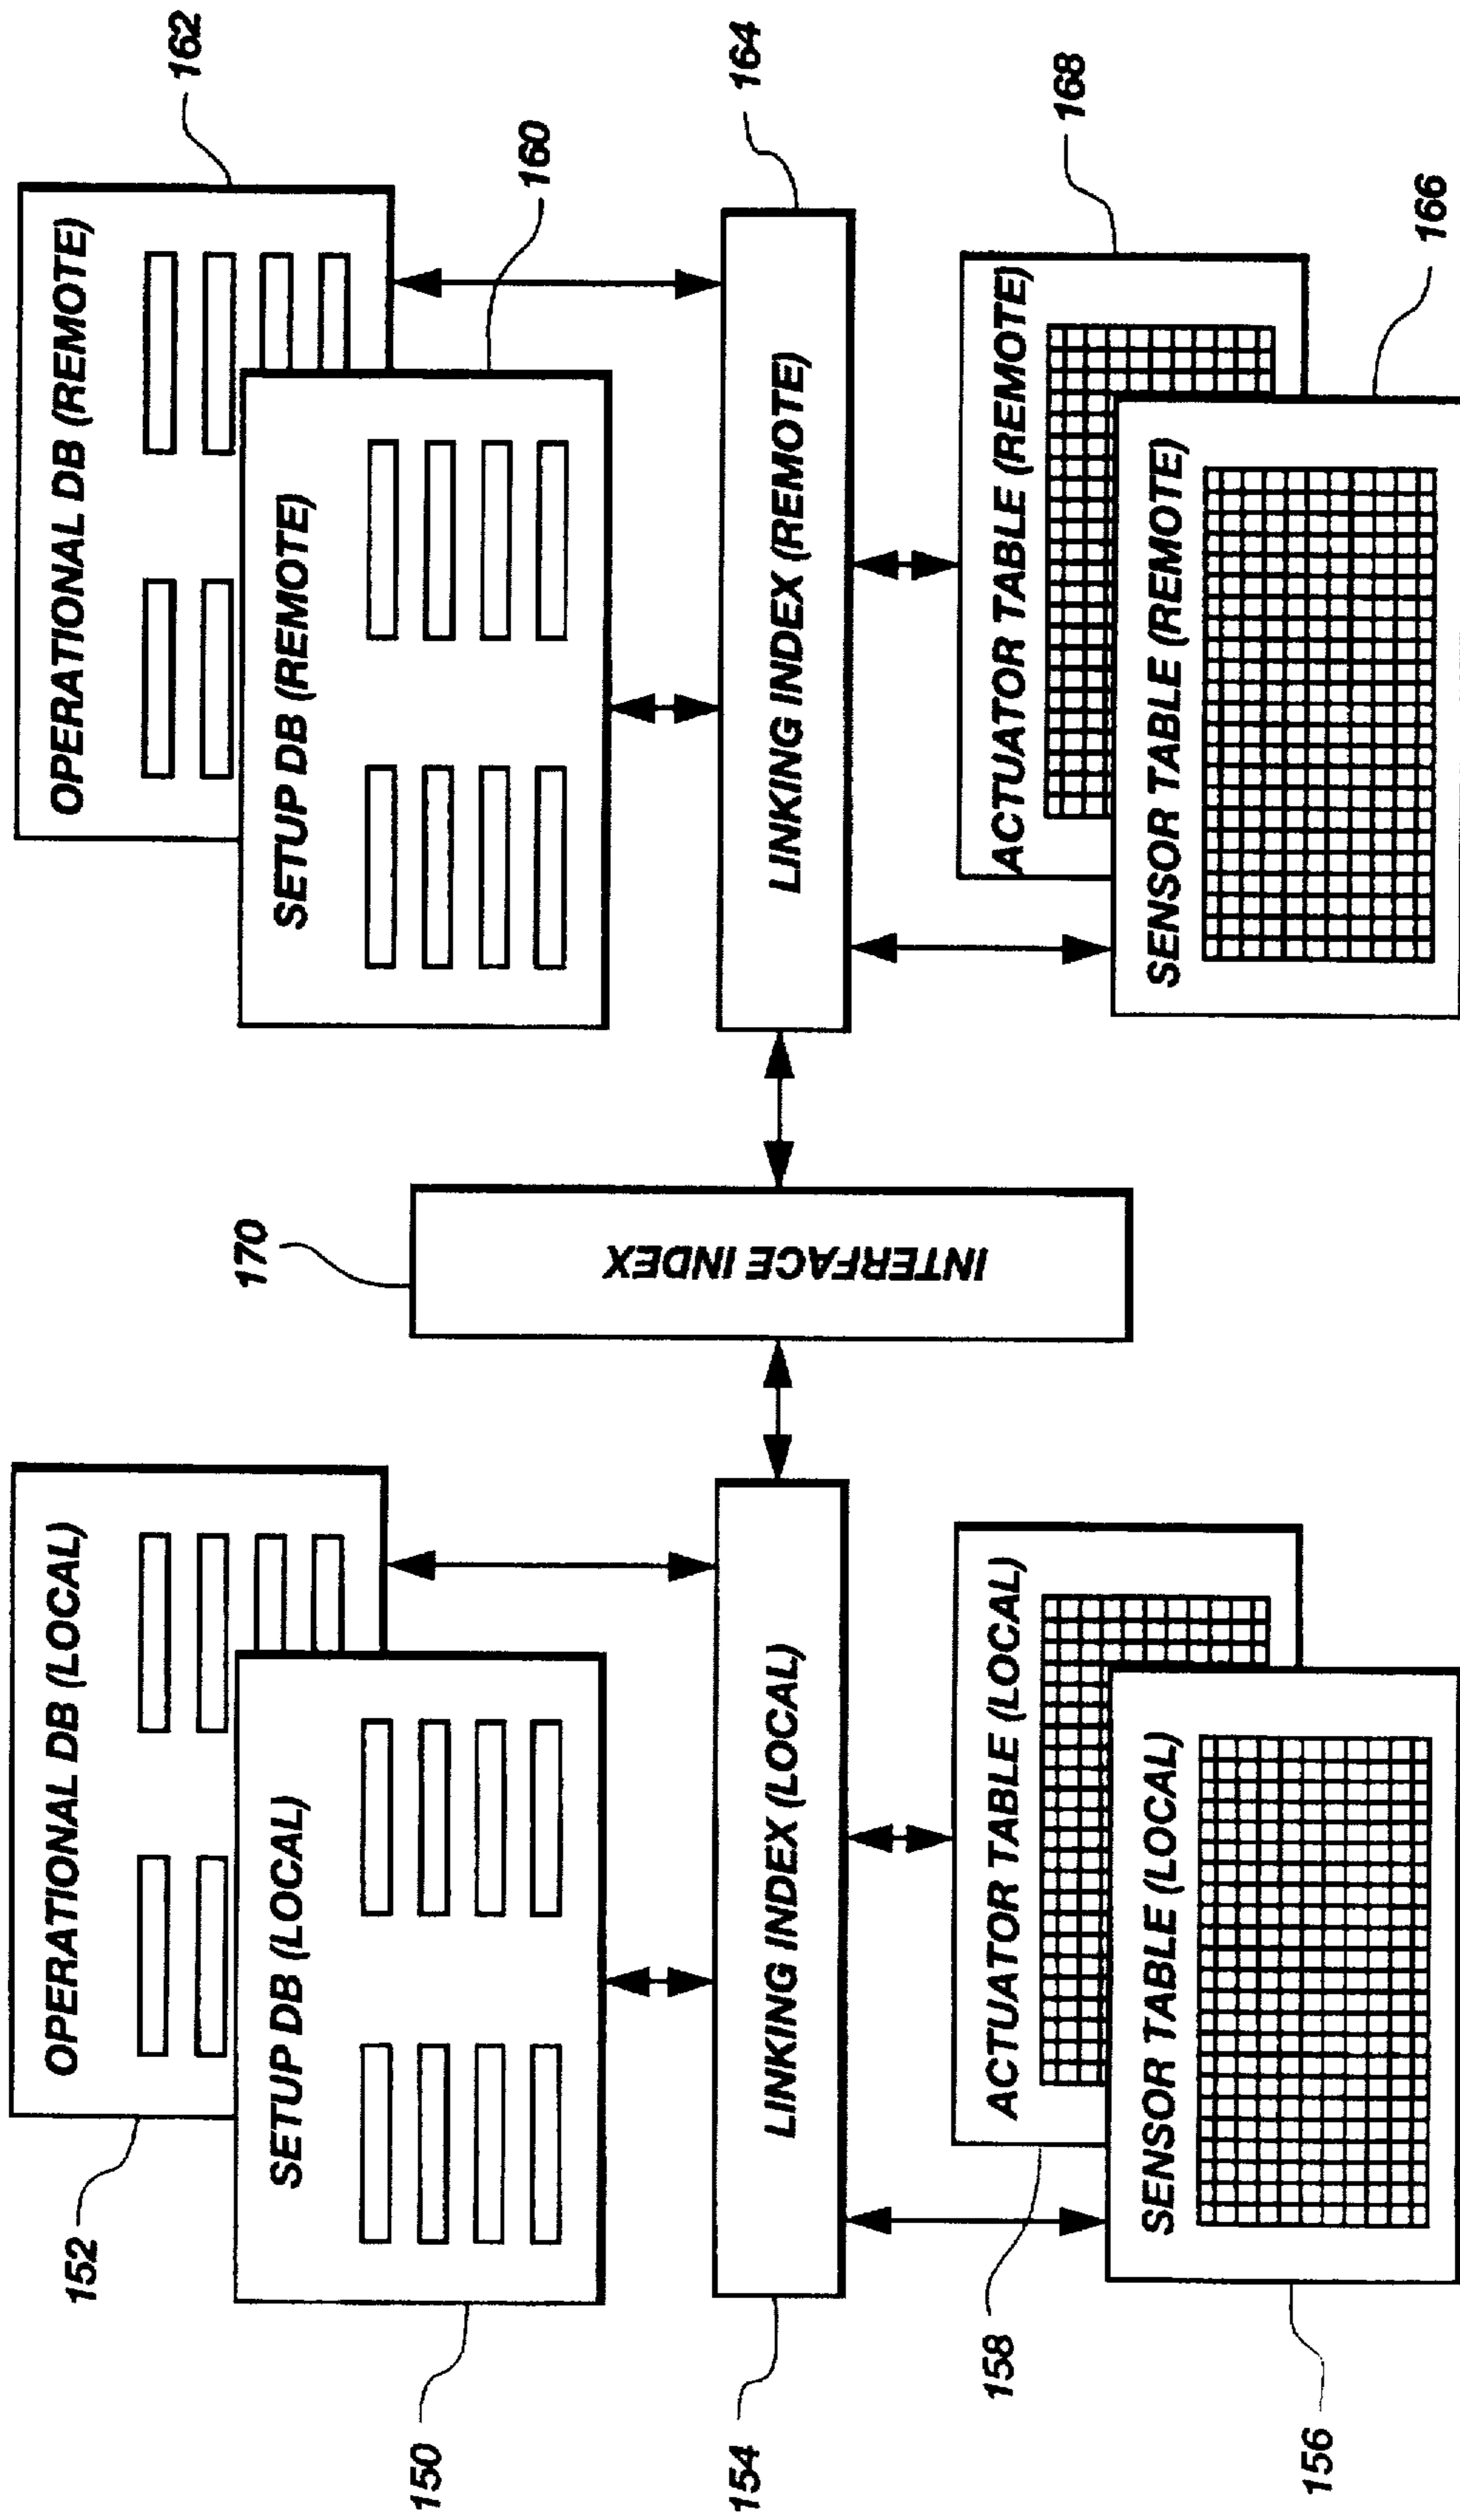 OPERATIONAL DB (LOCAL)
152
SETUP DB (LOCAL)
150
LINKING INDEX (LOCAL)
154
ACTUATOR TABLE (LOCAL)
158
SENSOR TABLE (LOCAL)
156
170
INTERFACE INDEX
OPERATIONAL DB (REMOTE)
162
SETUP DB (REMOTE)
160
LINKING INDEX (REMOTE)
164
ACTUATOR TABLE (REMOTE)
168
SENSOR TABLE (REMOTE)
166